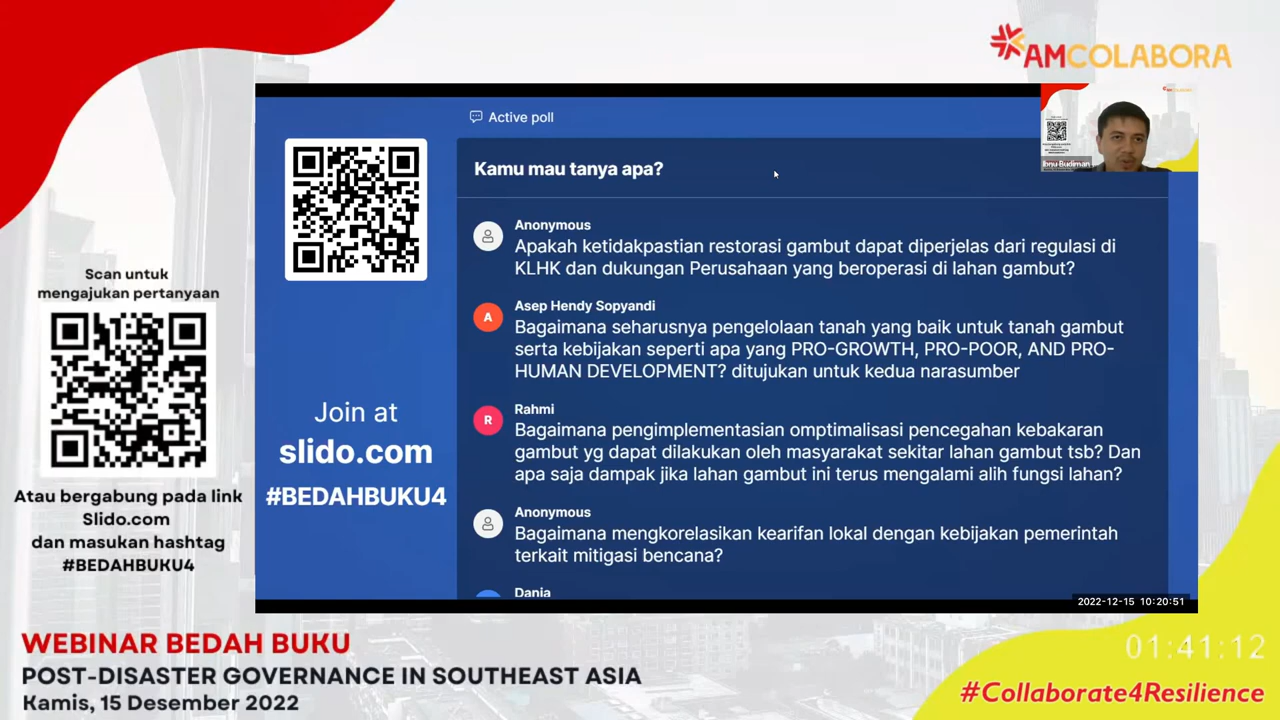 AMCOLABORA
Scan untuk
mengajukan pertanyaan
Atau bergabung pada link
Slido.com
dan masukan hashtag
#BEDAHBUKU4
Join at
slido.com
#BEDAHBUKU4
Active poll
Kamu mau tanya apa?
Anonymous
Apakah ketidakpastian restorasi gambut dapat diperjelas dari regulasi di
KLHK dan dukungan Perusahaan yang beroperasi di lahan gambut?
A
Asep Hendy Sopyandi
Bagaimana seharusnya pengelolaan tanah yang baik untuk tanah gambut
serta kebijakan seperti apa yang PRO-GROWTH, PRO-POOR, AND PRO-
HUMAN DEVELOPMENT? ditujukan untuk kedua narasumber
R
Rahmi
Bagaimana pengimplementasian omptimalisasi pencegahan kebakaran
gambut yg dapat dilakukan oleh masyarakat sekitar lahan gambut tsb? Dan
apa saja dampak jika lahan gambut ini terus mengalami alih fungsi lahan?
Anonymous
Bagaimana mengkorelasikan kearifan lokal dengan kebijakan pemerintah
terkait mitigasi bencana?
Dania
Ibnu Budiman
2022-12-15 10:20:51
WEBINAR BEDAH BUKU
POST-DISASTER GOVERNANCE IN SOUTHEAST ASIA
Kamis, 15 Desember 2022
01:41:12
#Collaborate4Resilience